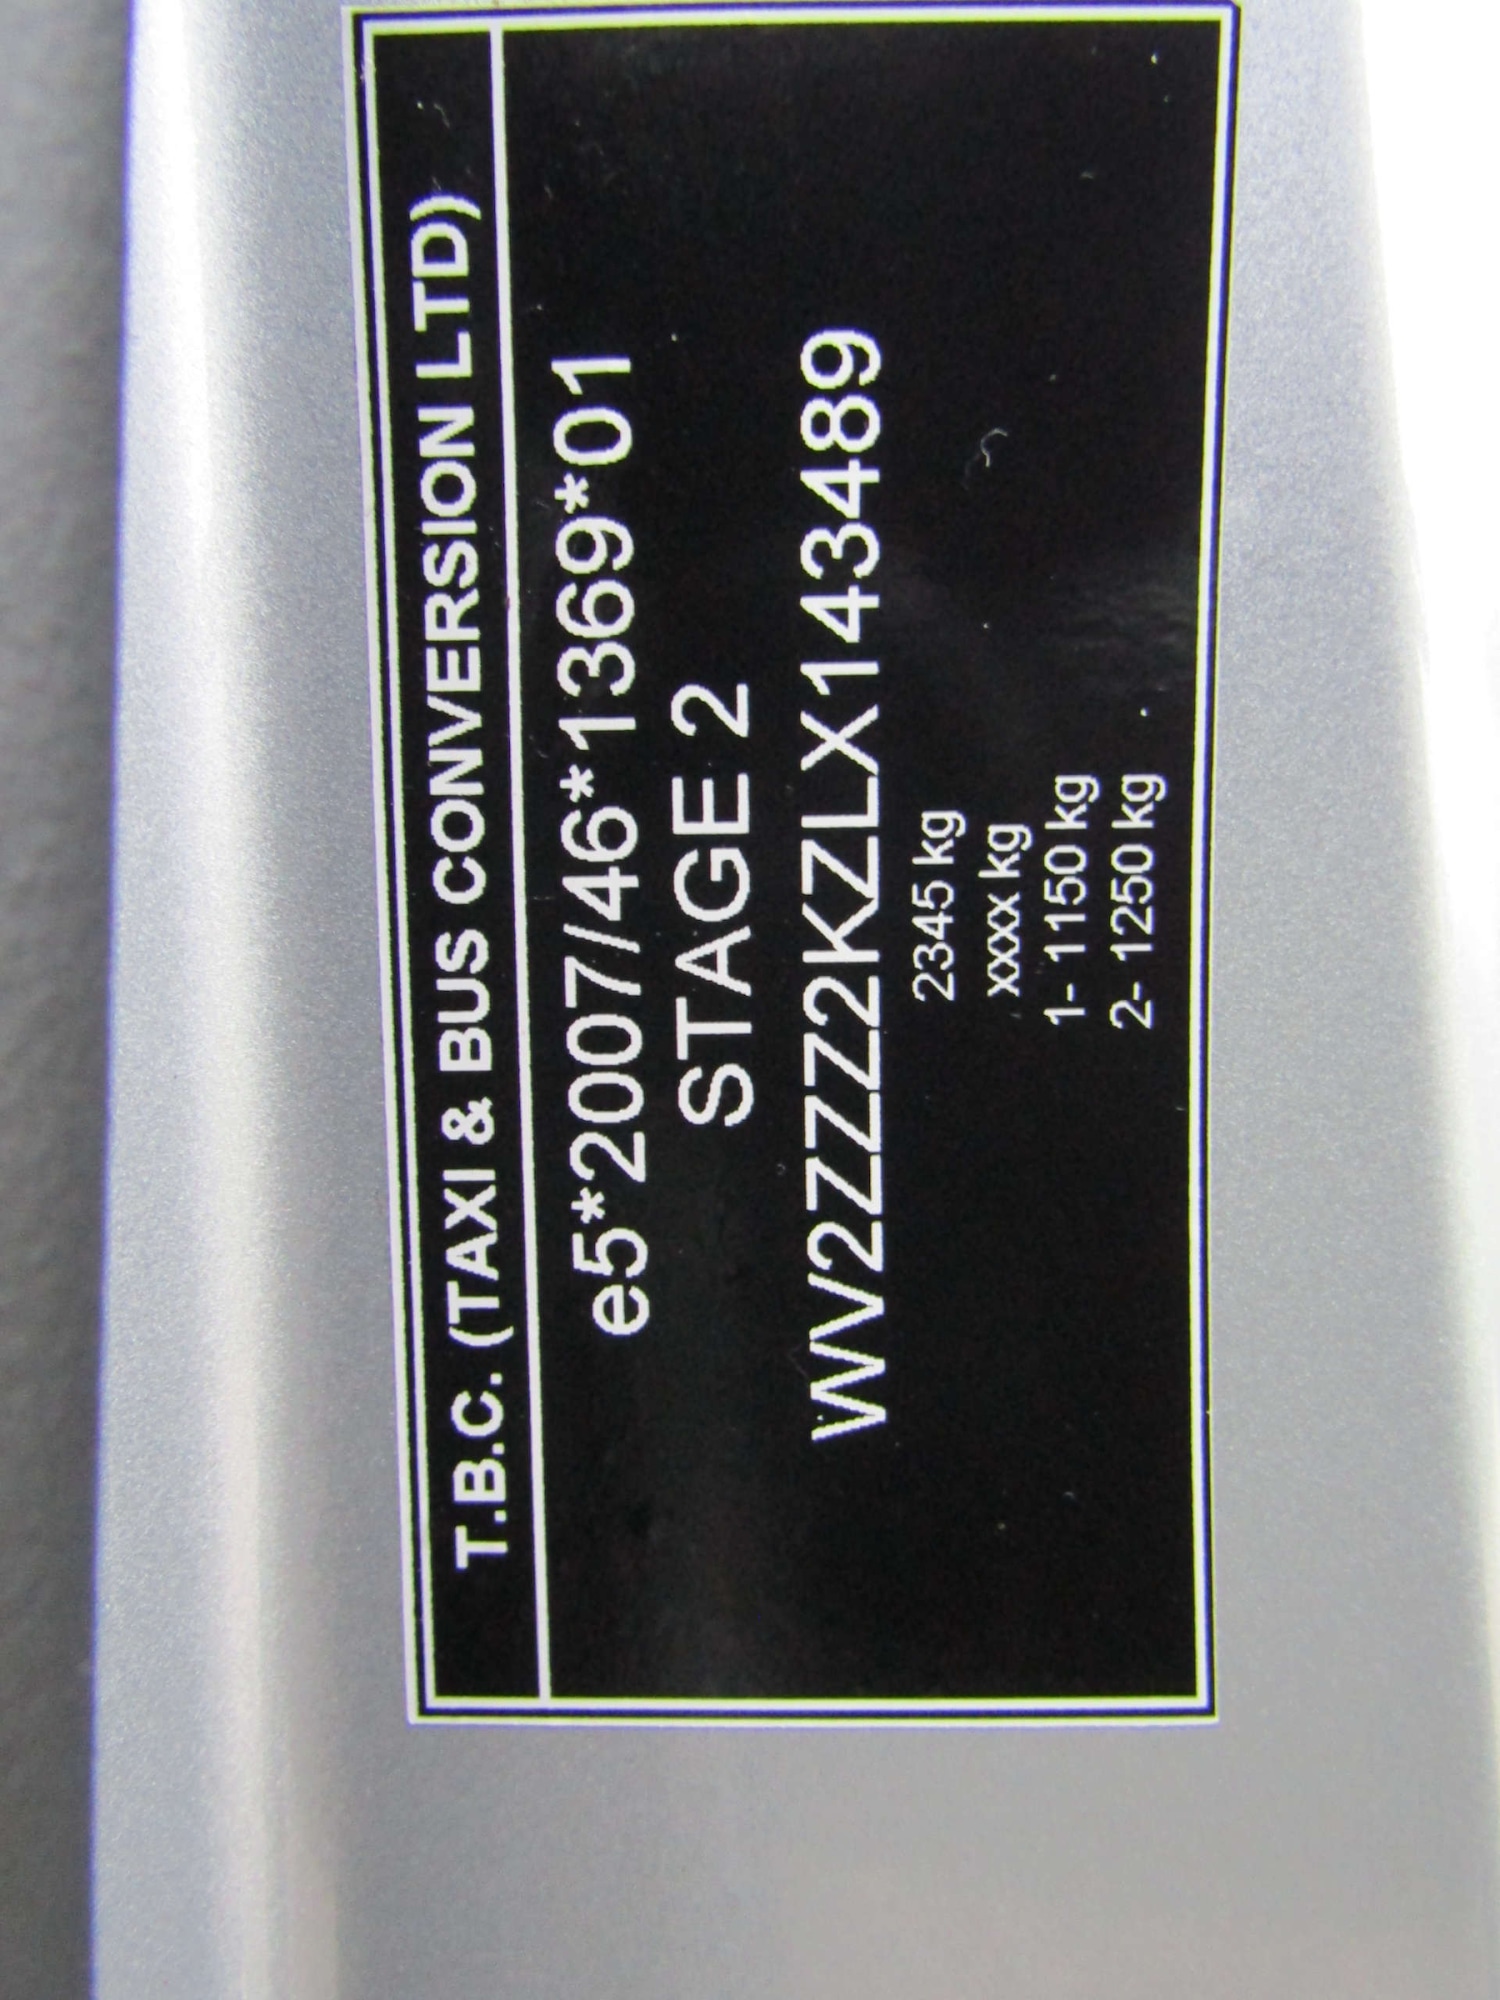 T.B.C. (TAXI & BUS CONVERSION LTD)
e5*2007/46*1369*01
STAGE 2
WV2ZZZ2KZLX143489
2345 kg
xxxx kg
1- 1150 kg
2- 1250 kg